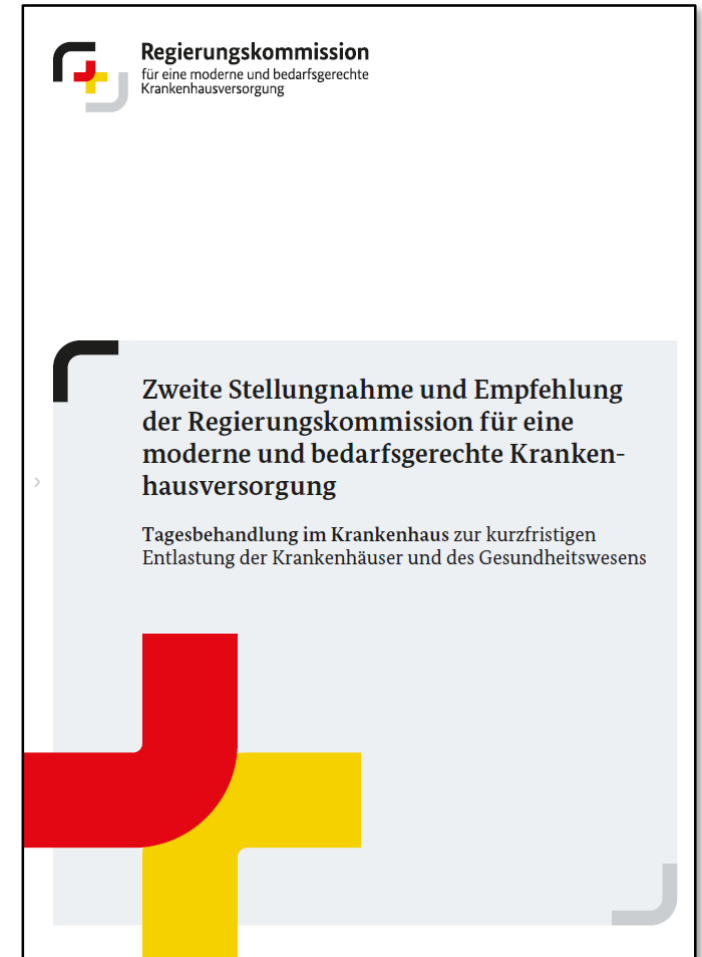 Regierungskommission
für eine moderne und bedarfsgerechte
Krankenhausversorgung
Zweite Stellungnahme und Empfehlung
der Regierungskommission für eine
moderne und bedarfsgerechte Kranken-
hausversorgung
Tagesbehandlung im Krankenhaus zur kurzfristigen
Entlastung der Krankenhäuser und des Gesundheitswesens